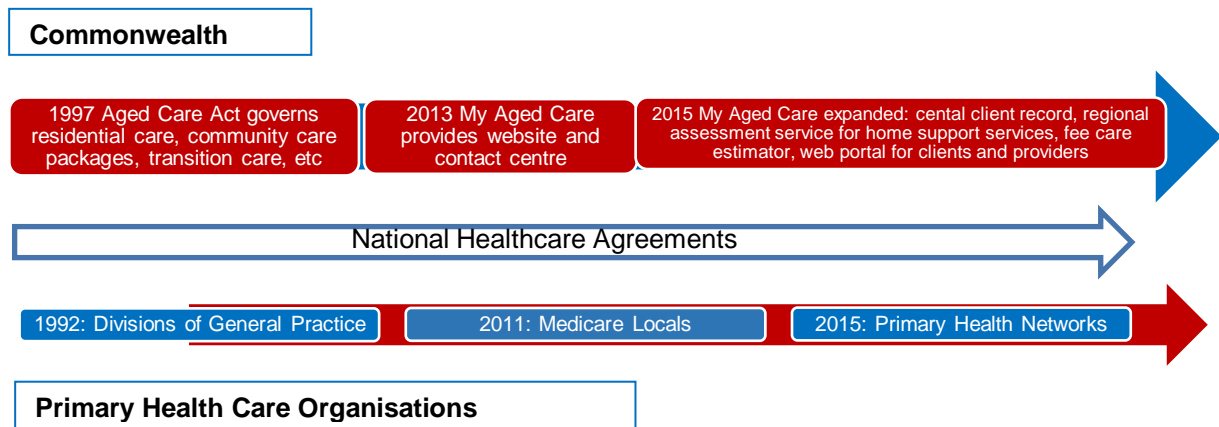 Commonwealth
1997 Aged Care Act governs
residential care, community care
packages, transition care, etc
2013 My Aged Care
provides website and
contact centre
2015 My Aged Care expanded: cental client record, regional
assessment service for home support services, fee care
estimator, web portal for clients and providers
National Healthcare Agreements
1992: Divisions of General Practice
2011: Medicare Locals
2015: Primary Health Networks
Primary Health Care Organisations